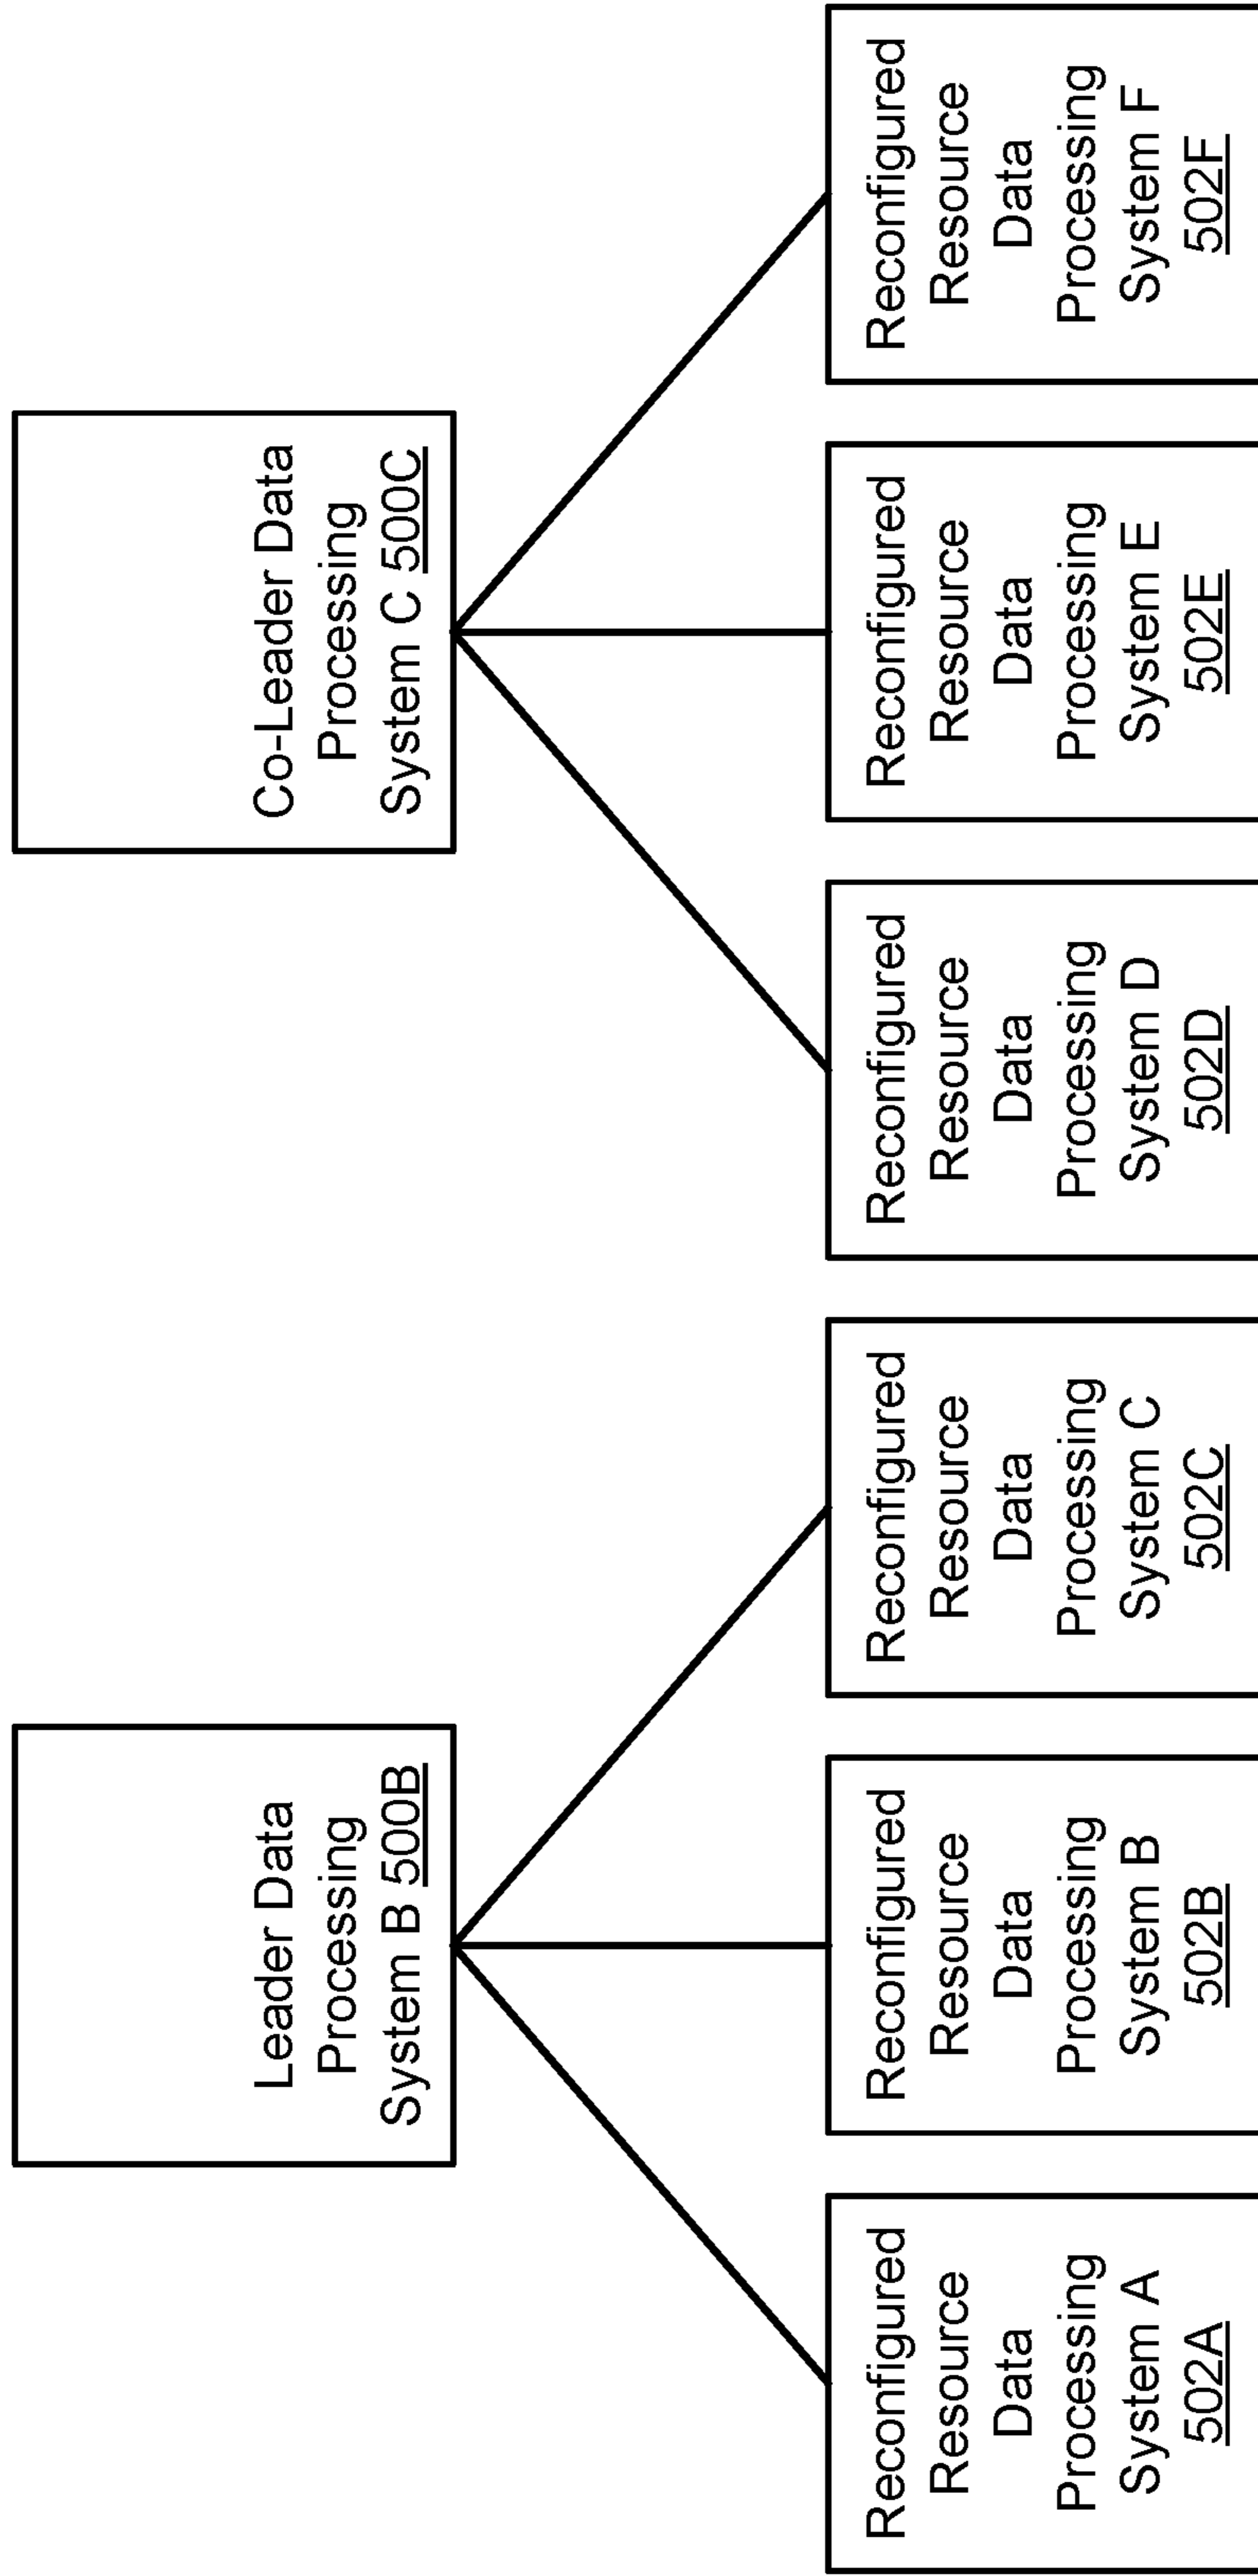 Leader Data
Processing
System B 500B
Co-Leader Data
Processing
System C 500C
Reconfigured
Resource
Data
Processing
System A
502A
Reconfigured
Resource
Data
Processing
System B
502B
Reconfigured
Resource
Data
Processing
System C
502C
Reconfigured
Resource
Data
Processing
System D
502D
Reconfigured
Resource
Data
Processing
System E
502E
Reconfigured
Resource
Data
Processing
System F
502F